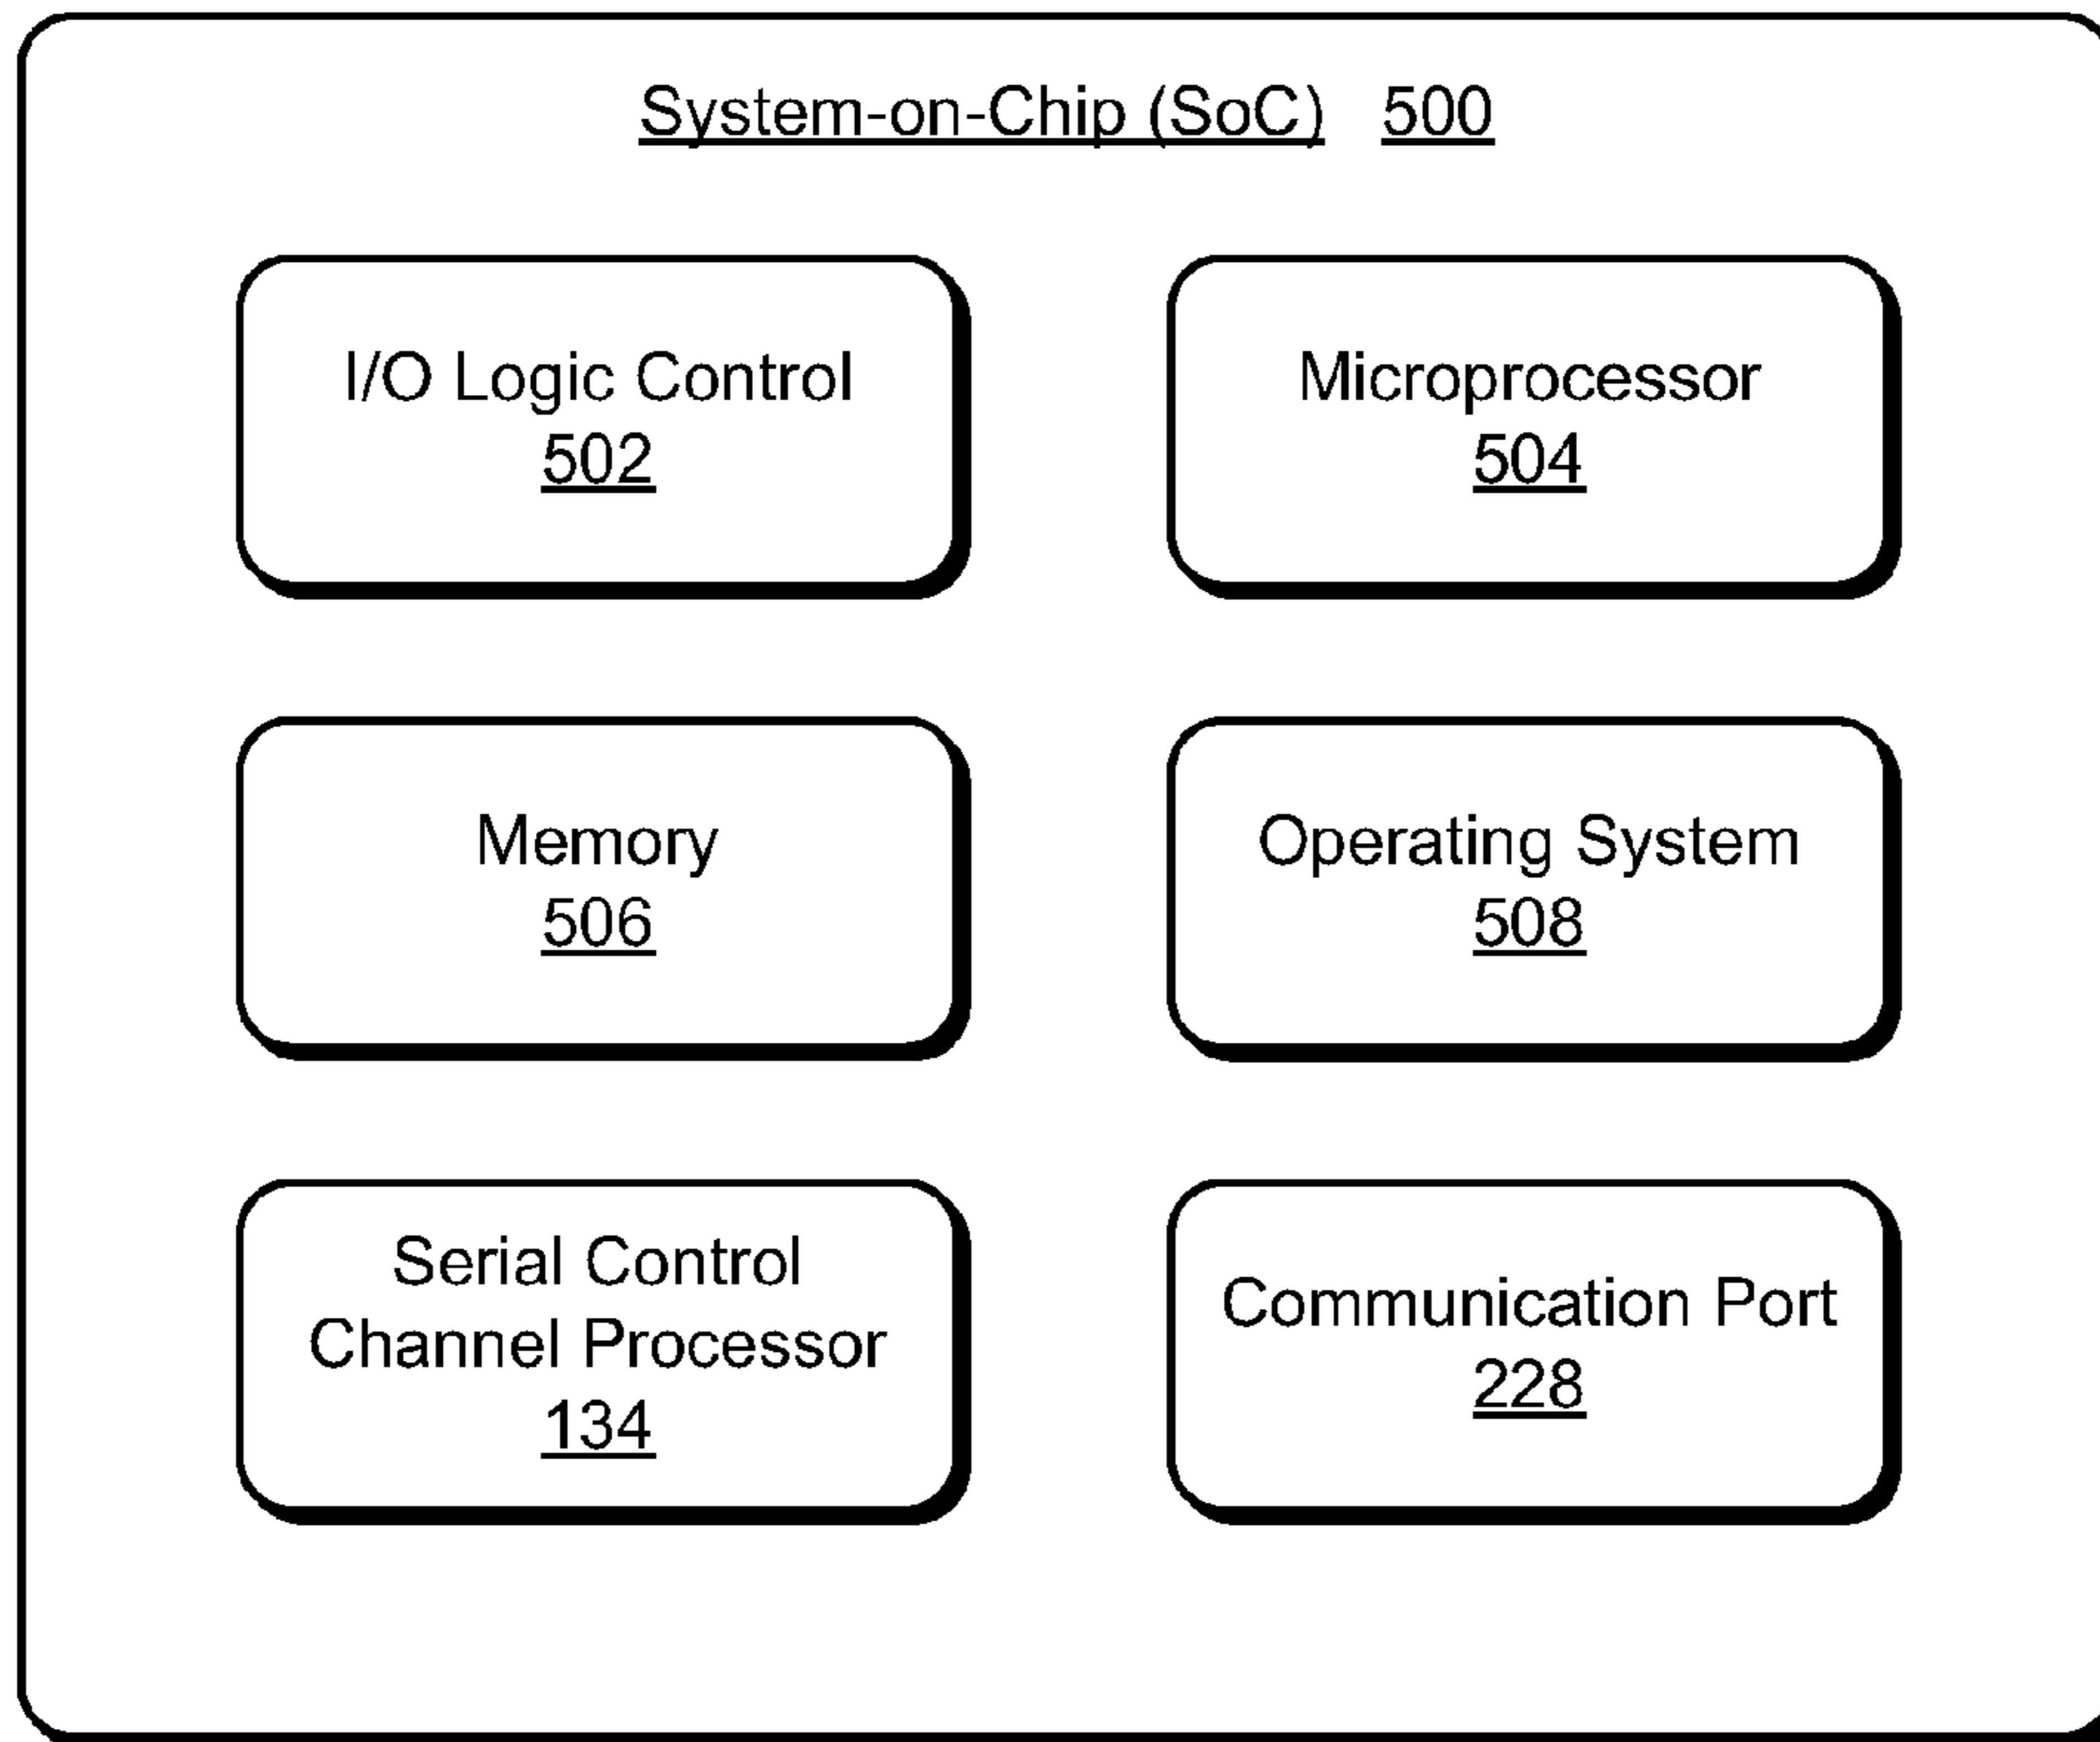 System-on-Chip (SoC) 500
I/O Logic Control
502
Microprocessor
504
Memory
506
Operating System
508
Serial Control
Channel Processor
134
Communication Port
228